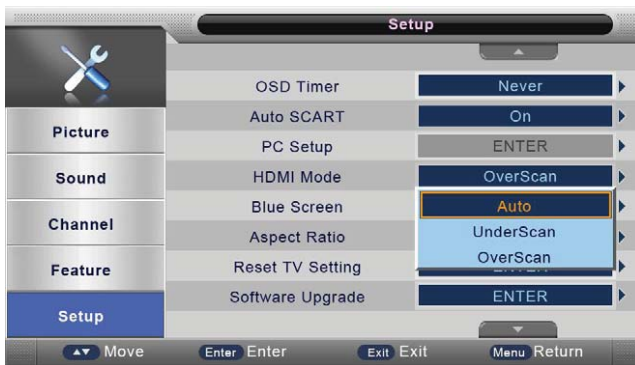 Setup
OSD Timer Never
Auto SCART On
Picture
PC Setup ENTER
Sound
HDMI Mode OverScan
Blue Screen Auto
Channel
UnderScan
Aspect Ratio
OverScan
Feature
Reset TV Setting
Software Upgrade ENTER
Setup
Move Enter Enter Exit Exit Menu Return